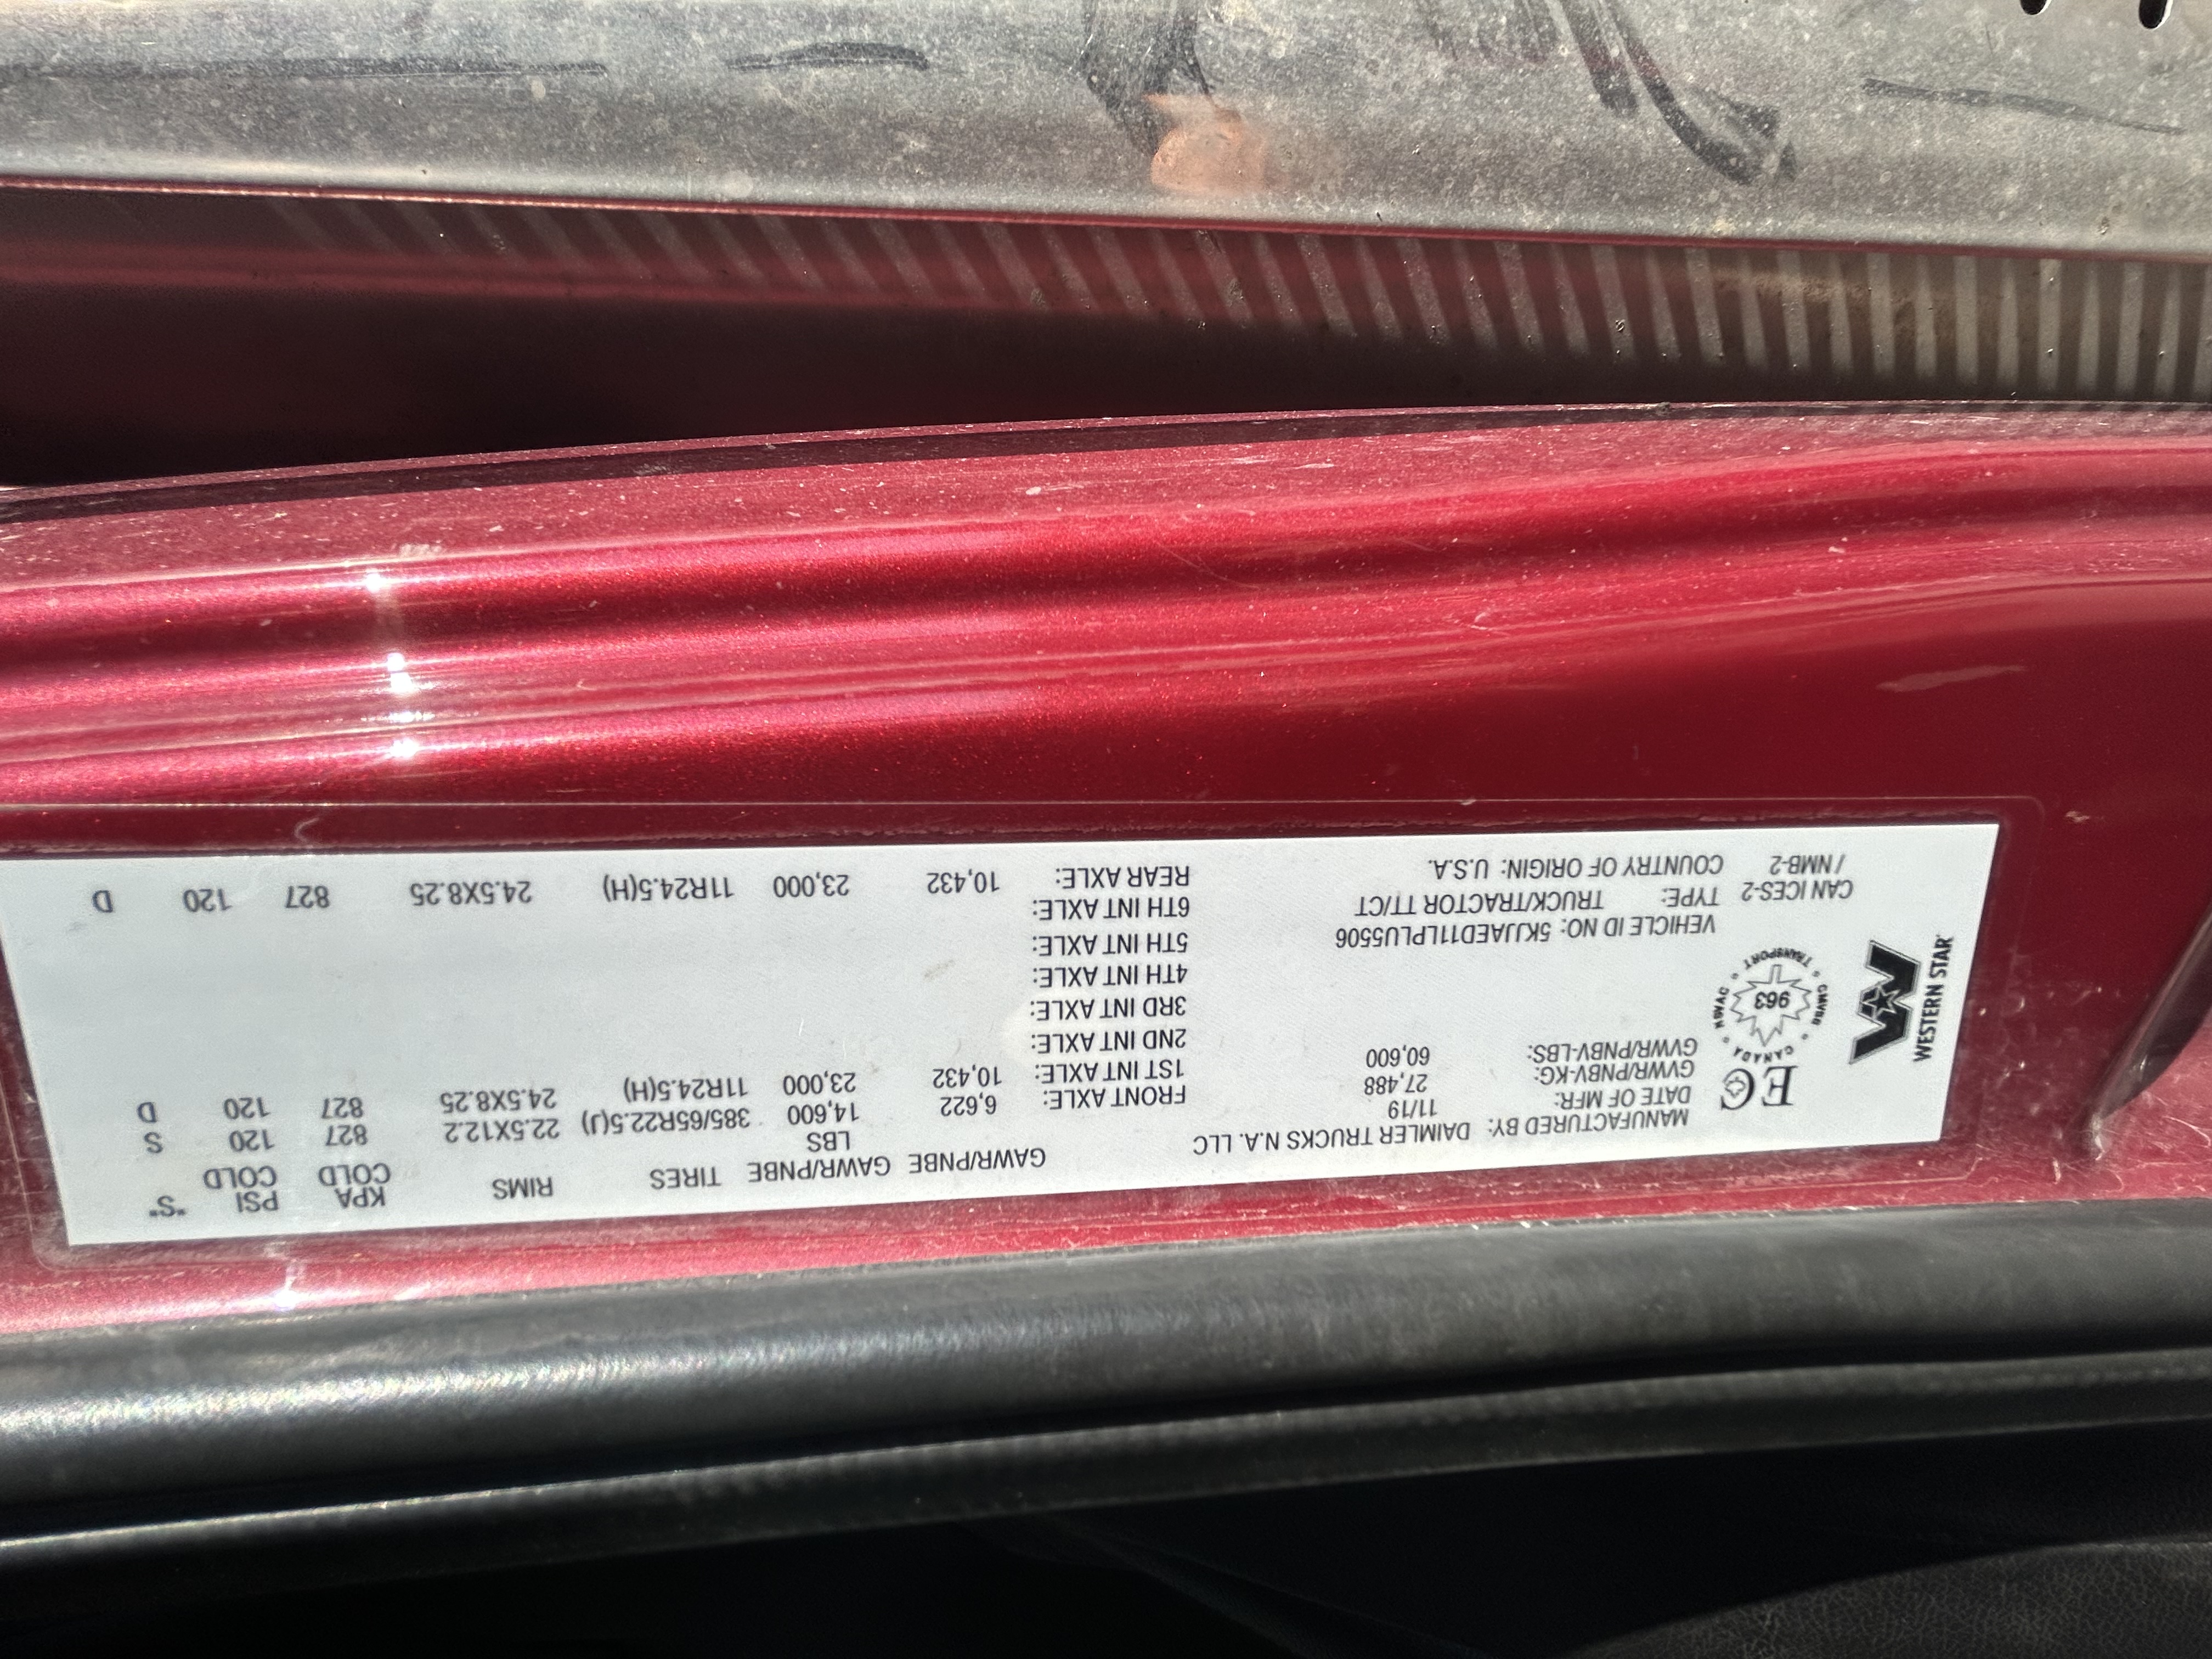 WESTERN STAR
EC
CANADA
963
CMVSS NSVAC
TRANSPORT
CAN ICES-2
/ NMB-2
MANUFACTURED BY: DAIMLER TRUCKS N.A. LLC
DATE OF MFR: 11/19
GVWR/PNBV-KG: 27,488
GVWR/PNBV-LBS: 60,600
VEHICLE ID NO: 5KJJAED11LPLU5506
TYPE: TRUCK/TRACTOR TT/CT
COUNTRY OF ORIGIN: U.S.A.
GAWR/PNBE GAWR/PNBE TIRES RIMS KPA PSI *S*
LBS COLD COLD
FRONT AXLE: 6,622 14,600 385/65R22.5(J) 22.5X12.2 827 120 S
1ST INT AXLE: 10,432 23,000 11R24.5(H) 24.5X8.25 827 120 D
2ND INT AXLE:
3RD INT AXLE:
4TH INT AXLE:
5TH INT AXLE:
6TH INT AXLE:
REAR AXLE: 10,432 23,000 11R24.5(H) 24.5X8.25 827 120 D